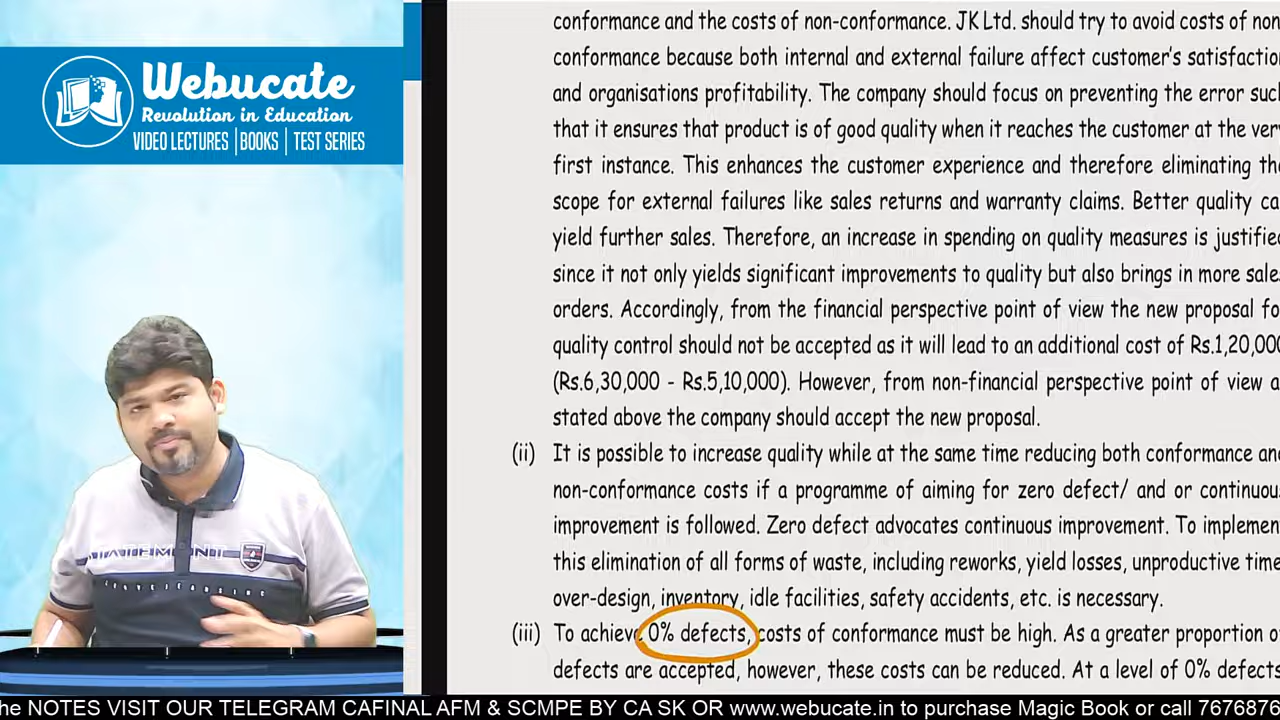 Webucate
Revolution in Education
VIDEO LECTURES | BOOKS | TEST SERIES
STATEMENT
conformance and the costs of non-conformance. JK Ltd. should try to avoid costs of non
conformance because both internal and external failure affect customer's satisfactio
and organisations profitability. The company should focus on preventing the error suc
that it ensures that product is of good quality when it reaches the customer at the ver
first instance. This enhances the customer experience and therefore eliminating th
scope for external failures like sales returns and warranty claims. Better quality ca
yield further sales. Therefore, an increase in spending on quality measures is justifie
since it not only yields significant improvements to quality but also brings in more sale
orders. Accordingly, from the financial perspective point of view the new proposal fo
quality control should not be accepted as it will lead to an additional cost of Rs.1,20,000
(Rs.6,30,000 - Rs.5,10,000). However, from non-financial perspective point of view a
stated above the company should accept the new proposal.
(ii) It is possible to increase quality while at the same time reducing both conformance and
non-conformance costs if a programme of aiming for zero defect/ and or continuous
improvement is followed. Zero defect advocates continuous improvement. To implemen
this elimination of all forms of waste, including reworks, yield losses, unproductive time
over-design, inventory, idle facilities, safety accidents, etc. is necessary.
(iii) To achieve 0% defects, costs of conformance must be high. As a greater proportion o
defects are accepted, however, these costs can be reduced. At a level of 0% defects
he NOTES VISIT OUR TELEGRAM CAFINAL AFM & SCMPE BY CA SK OR www.webucate.in to purchase Magic Book or call 7676876